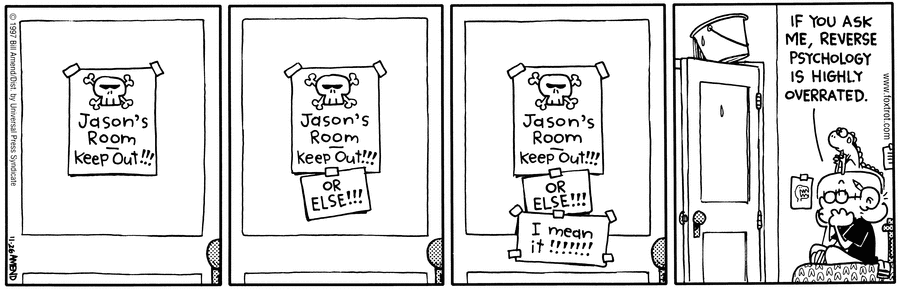 © 1997 Bill Amend/Dist. by Universal Press Syndicate
11-26 AMEND
Jason's
Room
Keep Out!!!
Jason's
Room
Keep Out!!!
OR
ELSE!!!
Jason's
Room
Keep Out!!!
OR
ELSE!!!
I mean
it!!!!!!!
IF YOU ASK
ME, REVERSE
PSYCHOLOGY
IS HIGHLY
OVERRATED.
www.foxtrot.com